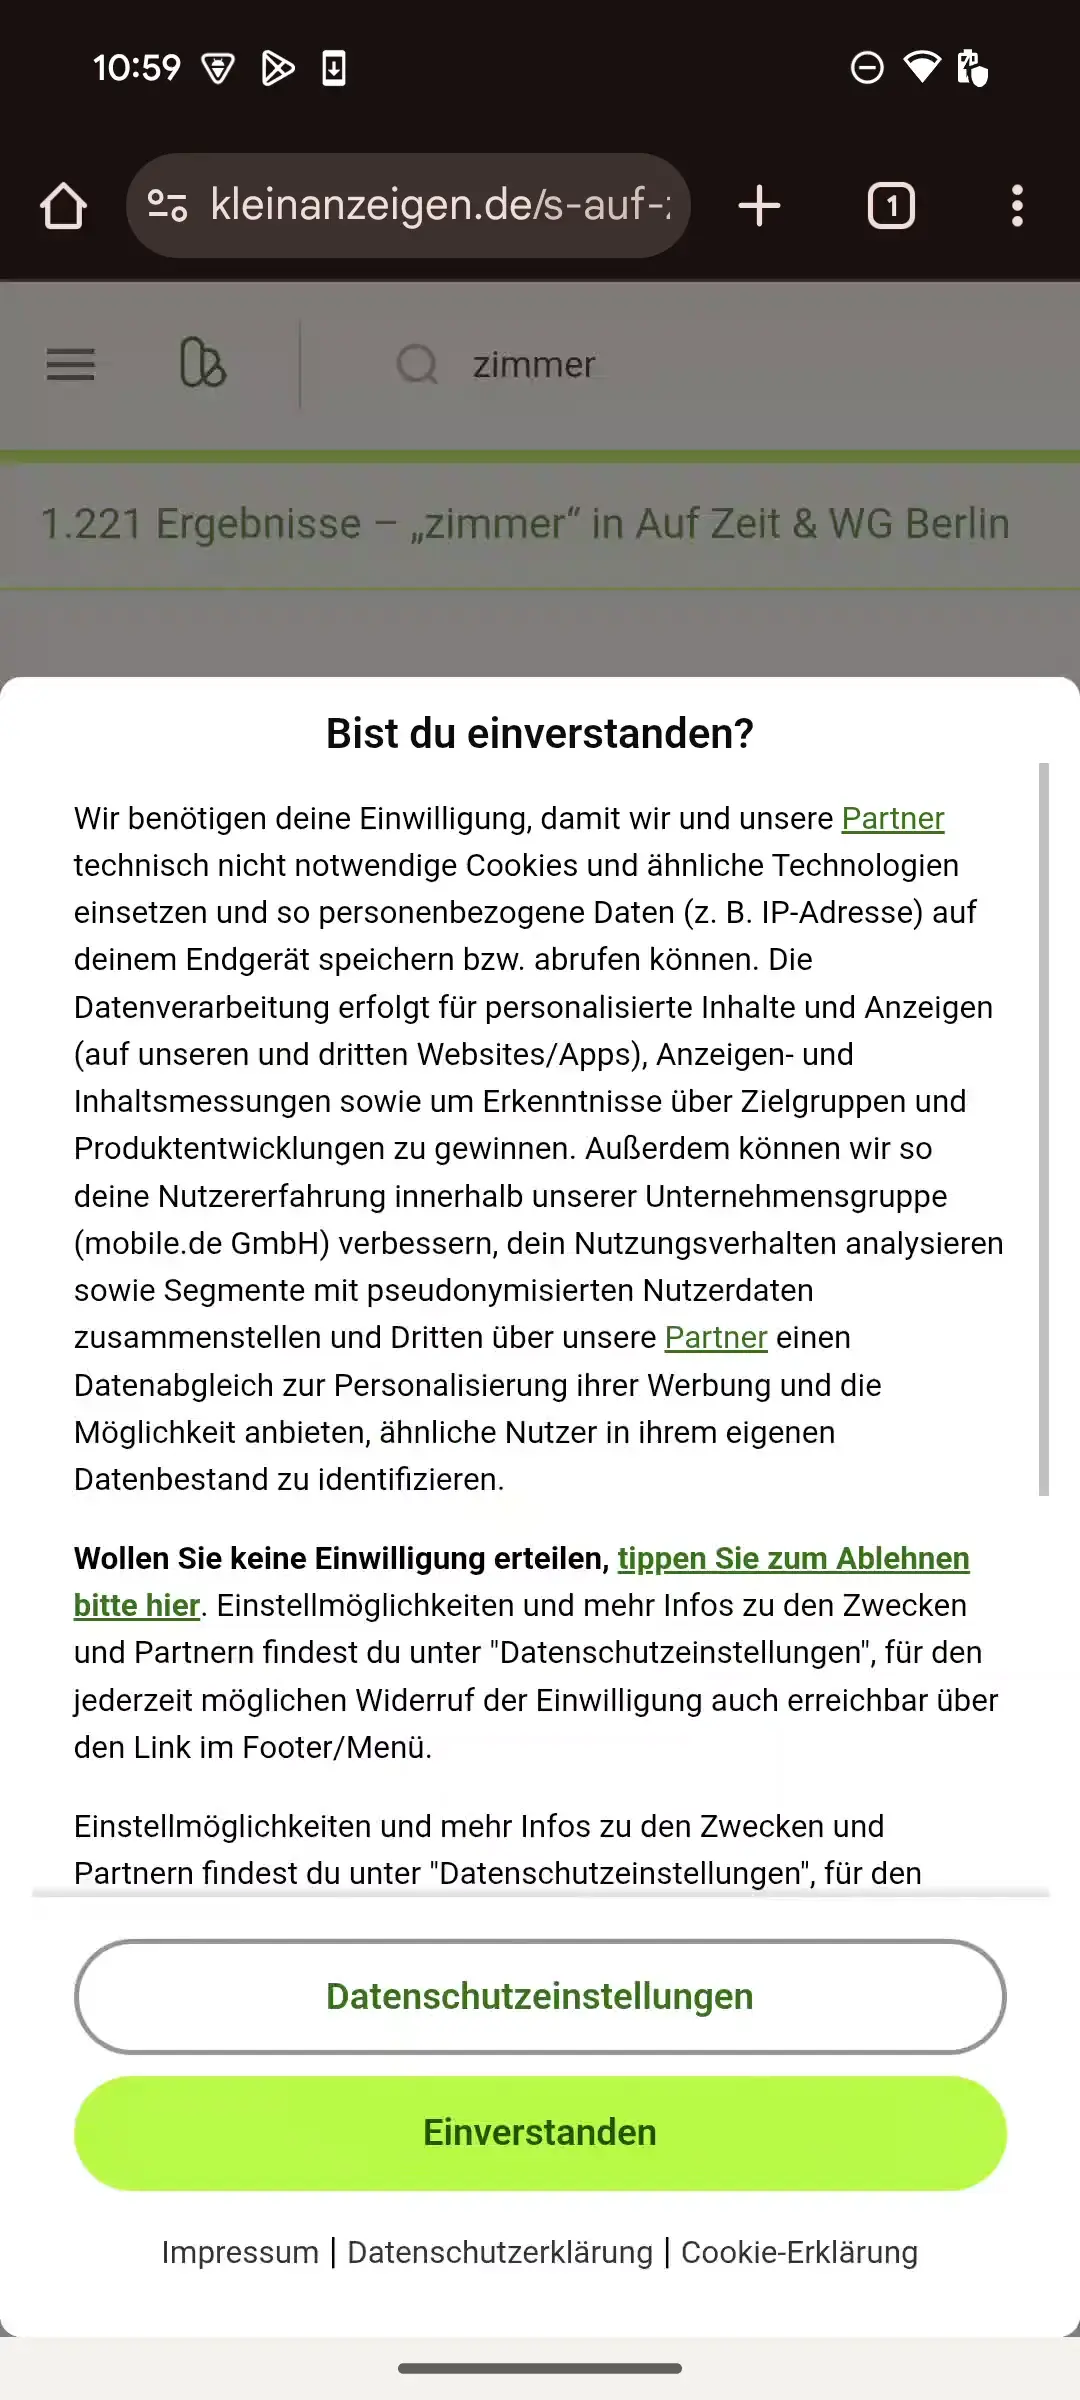 10:59
kleinanzeigen.de/s-auf-
1
zimmer
1.221 Ergebnisse – „zimmer“ in Auf Zeit & WG Berlin
Bist du einverstanden?
Wir benötigen deine Einwilligung, damit wir und unsere Partner
technisch nicht notwendige Cookies und ähnliche Technologien
einsetzen und so personenbezogene Daten (z. B. IP-Adresse) auf
deinem Endgerät speichern bzw. abrufen können. Die
Datenverarbeitung erfolgt für personalisierte Inhalte und Anzeigen
(auf unseren und dritten Websites/Apps), Anzeigen- und
Inhaltsmessungen sowie um Erkenntnisse über Zielgruppen und
Produktentwicklungen zu gewinnen. Außerdem können wir so
deine Nutzererfahrung innerhalb unserer Unternehmensgruppe
(mobile.de GmbH) verbessern, dein Nutzungsverhalten analysieren
sowie Segmente mit pseudonymisierten Nutzerdaten
zusammenstellen und Dritten über unsere Partner einen
Datenabgleich zur Personalisierung ihrer Werbung und die
Möglichkeit anbieten, ähnliche Nutzer in ihrem eigenen
Datenbestand zu identifizieren.
Wollen Sie keine Einwilligung erteilen, tippen Sie zum Ablehnen
bitte hier. Einstellmöglichkeiten und mehr Infos zu den Zwecken
und Partnern findest du unter "Datenschutzeinstellungen", für den
jederzeit möglichen Widerruf der Einwilligung auch erreichbar über
den Link im Footer/Menü.
Einstellmöglichkeiten und mehr Infos zu den Zwecken und
Partnern findest du unter "Datenschutzeinstellungen", für den
Datenschutzeinstellungen
Einverstanden
Impressum | Datenschutzerklärung | Cookie-Erklärung